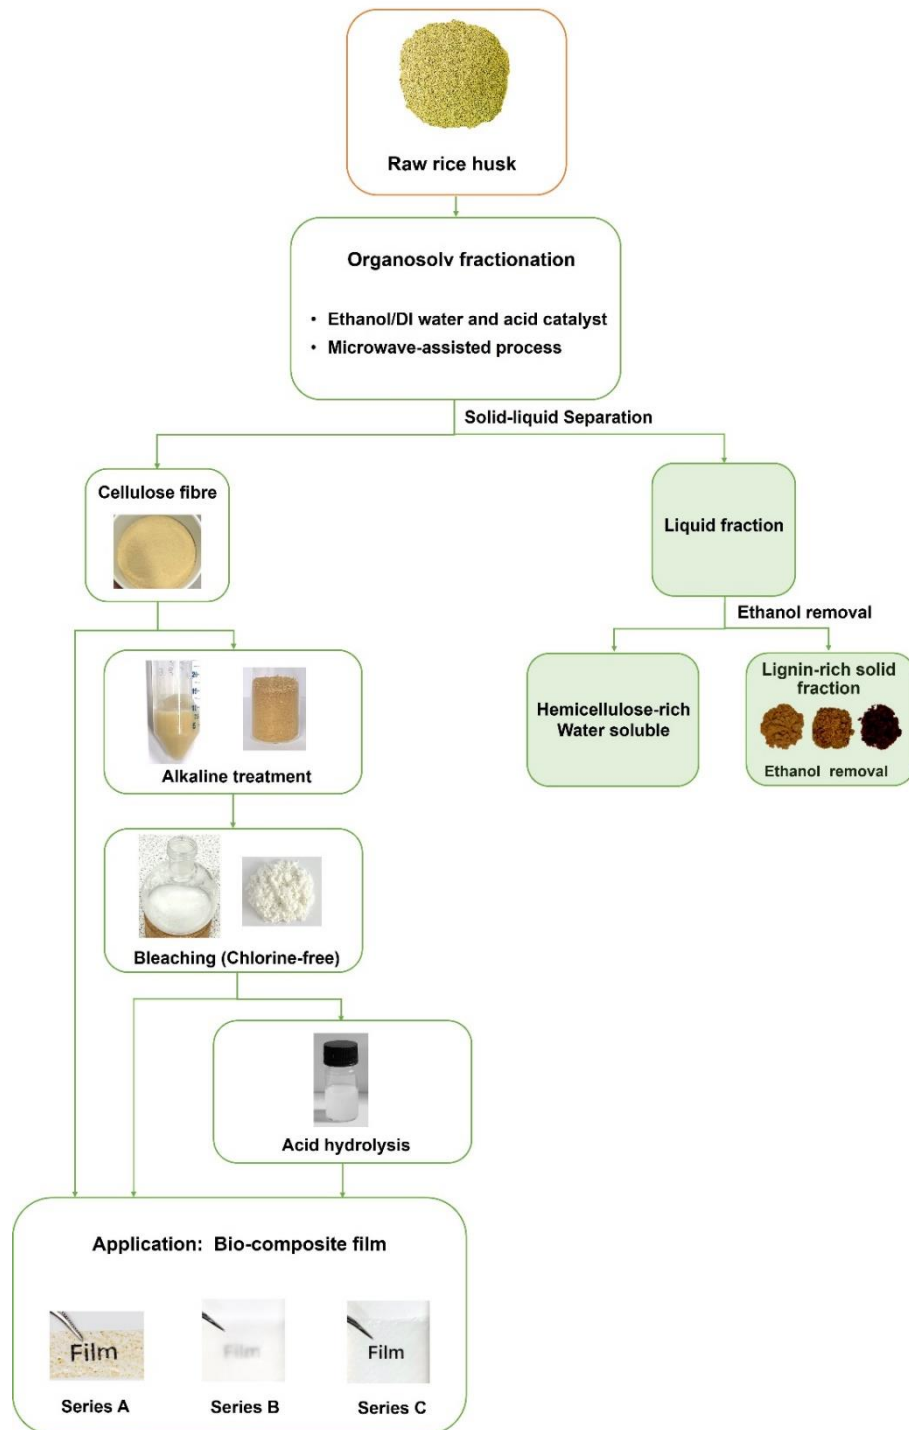 Raw rice husk
Organosolv fractionation
• Ethanol/DI water and acid catalyst
• Microwave-assisted process
Solid-liquid Separation
Cellulose fibre
Liquid fraction
Ethanol removal
Hemicellulose-rich
Water soluble
Lignin-rich solid
fraction
Ethanol removal
Alkaline treatment
Bleaching (Chlorine-free)
Acid hydrolysis
Application: Bio-composite film
Film
Film
Film
Series A
Series B
Series C